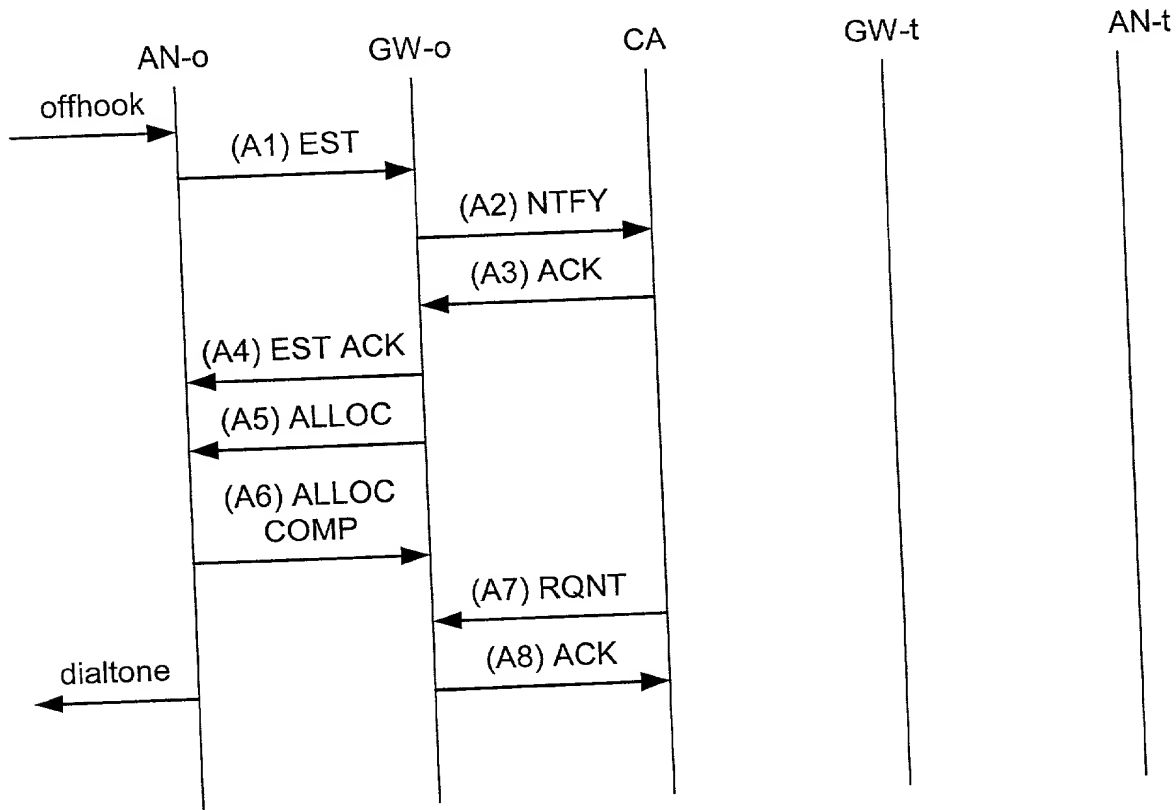 AN-o
GW-o
CA
GW-t
AN-t
offhook
(A1) EST
(A2) NTFY
(A3) ACK
(A4) EST ACK
(A5) ALLOC
(A6) ALLOC
COMP
(A7) RQNT
(A8) ACK
dialtone